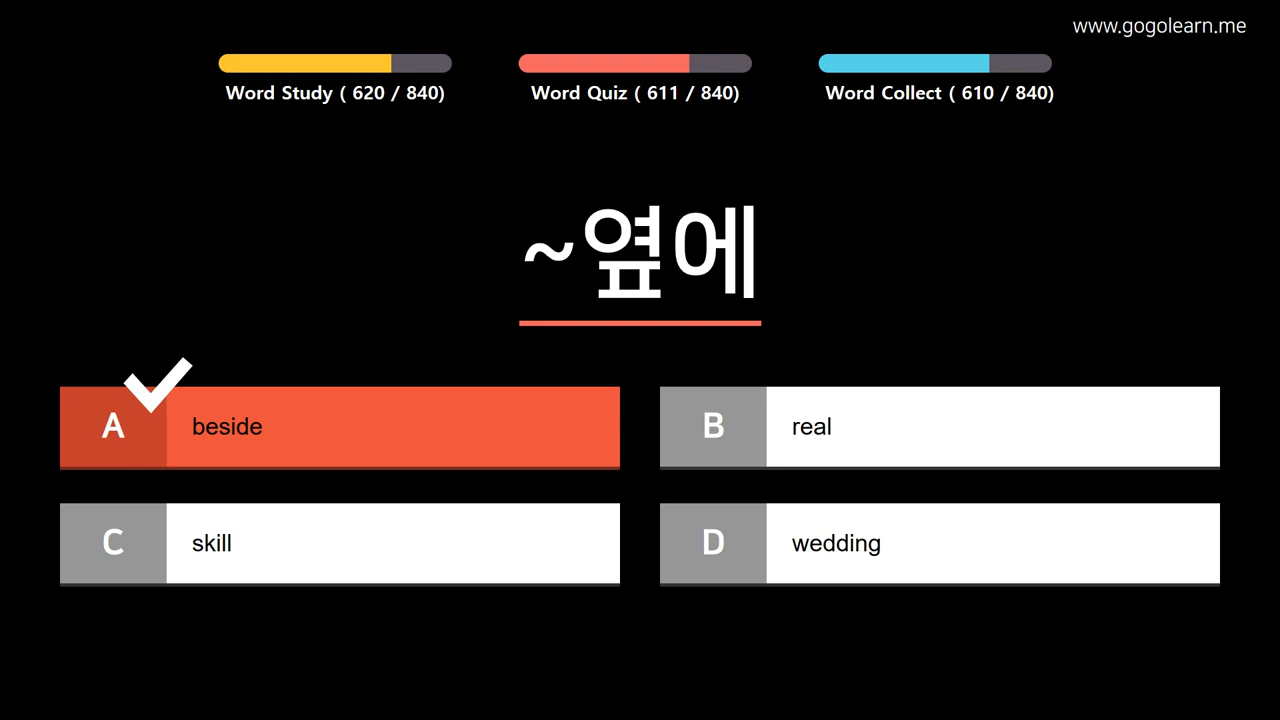 www.gogolearn.me
Word Study ( 620 / 840)
Word Quiz ( 611 / 840)
Word Collect ( 610 / 840)
~옆에
A beside
B real
C skill
D wedding